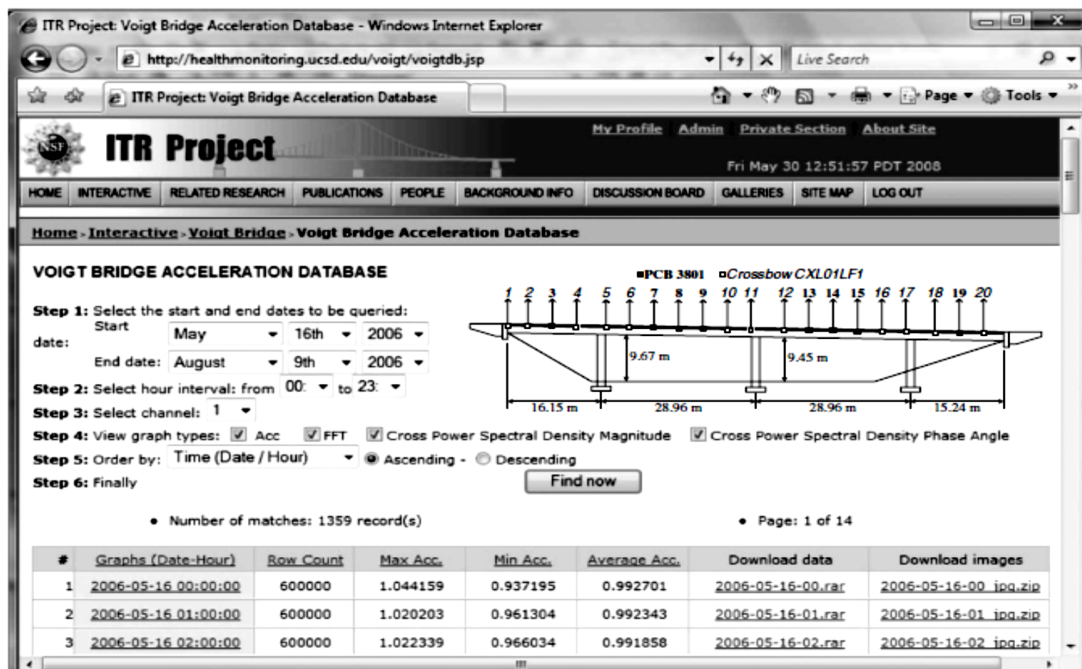 ITR Project: Voigt Bridge Acceleration Database - Windows Internet Explorer
http://healthmonitoring.ucsd.edu/voigt/voigtdb.jsp
Live Search
ITR Project: Voigt Bridge Acceleration Database
Page Tools
NSF ITR Project
My Profile Admin Private Section About Site
Fri May 30 12:51:57 PDT 2008
HOME INTERACTIVE RELATED RESEARCH PUBLICATIONS PEOPLE BACKGROUND INFO DISCUSSION BOARD GALLERIES SITE MAP LOG OUT
Home > Interactive > Voigt Bridge > Voigt Bridge Acceleration Database
VOIGT BRIDGE ACCELERATION DATABASE
Step 1: Select the start and end dates to be queried:
Start date: May 16th 2006
End date: August 9th 2006
Step 2: Select hour interval: from 00: to 23:
Step 3: Select channel: 1
PCB 3801 Crossbow CXL01LF1
1 2 3 4 5 6 7 8 9 10 11 12 13 14 15 16 17 18 19 20
9.67 m 9.45 m
16.15 m 28.96 m 28.96 m 15.24 m
Step 4: View graph types: Acc FFT Cross Power Spectral Density Magnitude Cross Power Spectral Density Phase Angle
Step 5: Order by: Time (Date / Hour) Ascending - Descending
Step 6: Finally Find now
• Number of matches: 1359 record(s) • Page: 1 of 14
# Graphs (Date-Hour) Row Count Max Acc. Min Acc. Average Acc. Download data Download images
1 2006-05-16 00:00:00 600000 1.044159 0.937195 0.992701 2006-05-16-00.rar 2006-05-16-00_jpg.zip
2 2006-05-16 01:00:00 600000 1.020203 0.961304 0.992343 2006-05-16-01.rar 2006-05-16-01_jpg.zip
3 2006-05-16 02:00:00 600000 1.022339 0.966034 0.991858 2006-05-16-02.rar 2006-05-16-02_jpg.zip